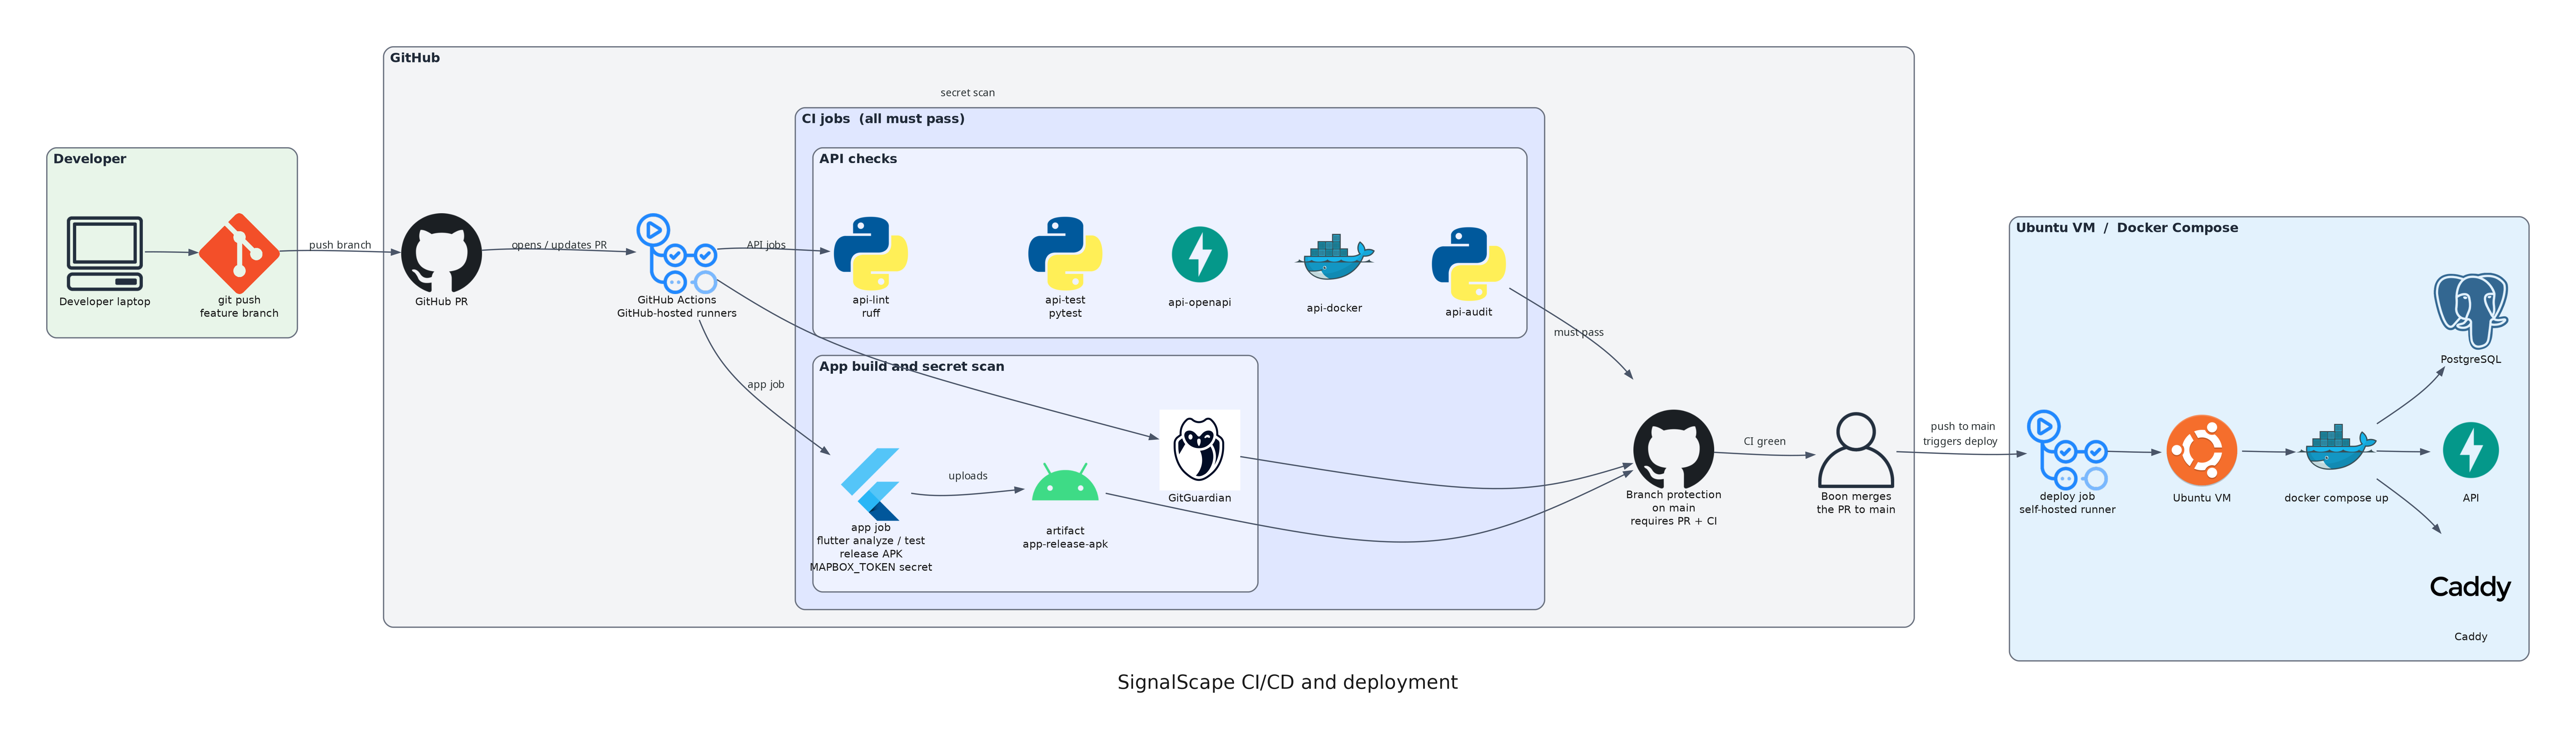 GitHub
secret scan
CI jobs  (all must pass)
Developer
API checks
Developer laptop
git push
feature branch
push branch
GitHub PR
opens / updates PR
GitHub Actions
GitHub-hosted runners
API jobs
api-lint
ruff
api-test
pytest
api-openapi
api-docker
api-audit
must pass
app job
App build and secret scan
app job
flutter analyze / test
release APK
MAPBOX_TOKEN secret
uploads
artifact
app-release-apk
GitGuardian
Branch protection
on main
requires PR + CI
CI green
Boon merges
the PR to main
push to main
triggers deploy
Ubuntu VM  /  Docker Compose
deploy job
self-hosted runner
Ubuntu VM
docker compose up
PostgreSQL
API
Caddy
Caddy
SignalScape CI/CD and deployment